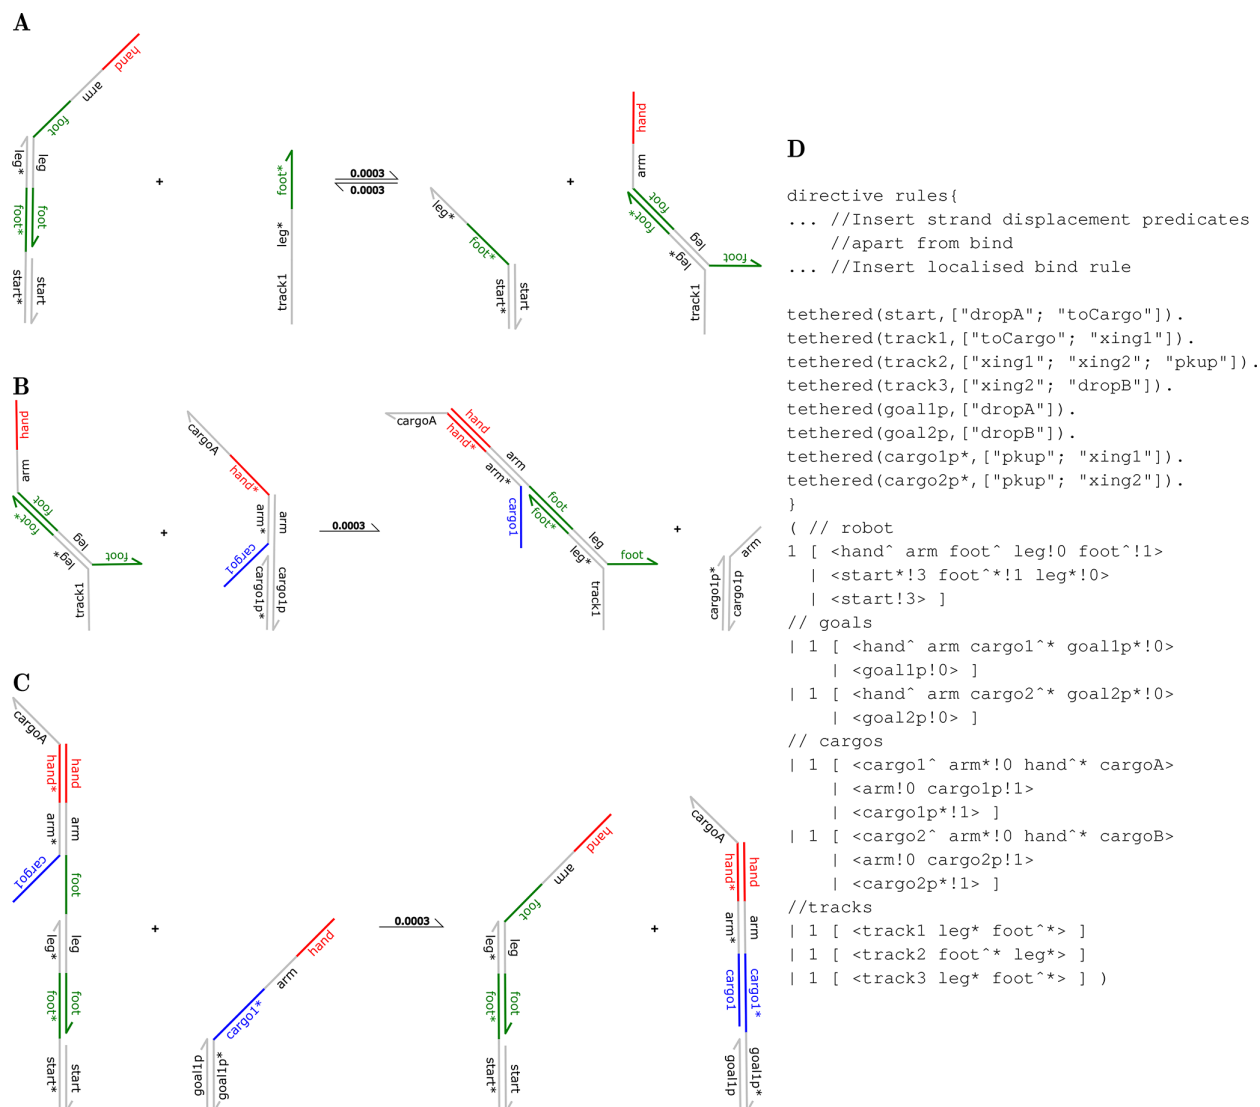 A
hand
arm
foot
leg*
leg
foot*
foot
start*
start
+
foot*
leg*
track1
0.0003
0.0003
leg*
foot*
start*
start
+
hand
arm
foot
foot*
leg
leg*
foot
track1
B
hand
arm
foot
foot*
leg
leg*
foot
track1
+
cargoA
hand*
arm*
arm
cargo1
cargo1p*
cargo1p
0.0003
cargoA
hand
hand*
arm
arm*
cargo1
foot
foot*
leg
leg*
foot
track1
+
arm
cargo1p*
cargo1p
C
cargoA
hand*
hand
arm*
arm
cargo1
foot
leg*
leg
foot*
foot
start*
start
+
hand
arm
cargo1*
goal1p
goal1p*
0.0003
hand
arm
foot
leg*
leg
foot*
foot
start*
start
+
cargoA
hand*
hand
arm*
arm
cargo1
cargo1*
goal1p
goal1p*
D
directive rules{
... //Insert strand displacement predicates
//apart from bind
... //Insert localised bind rule
tethered(start,["dropA"; "toCargo"]).
tethered(track1,["toCargo"; "xing1"]).
tethered(track2,["xing1"; "xing2"; "pkup"]).
tethered(track3,["xing2"; "dropB"]).
tethered(goal1p,["dropA"]).
tethered(goal2p,["dropB"]).
tethered(cargo1p*,["pkup"; "xing1"]).
tethered(cargo2p*,["pkup"; "xing2"]).
}
( // robot
1 [ <hand^ arm foot^ leg!0 foot^!1>
| <start*!3 foot^*!1 leg*!0>
| <start!3> ]
// goals
| 1 [ <hand^ arm cargo1^* goal1p*!0>
| <goal1p!0> ]
| 1 [ <hand^ arm cargo2^* goal2p*!0>
| <goal2p!0> ]
// cargos
| 1 [ <cargo1^ arm*!0 hand^* cargoA>
| <arm!0 cargo1p!1>
| <cargo1p*!1> ]
| 1 [ <cargo2^ arm*!0 hand^* cargoB>
| <arm!0 cargo2p!1>
| <cargo2p*!1> ]
//tracks
| 1 [ <track1 leg* foot^*> ]
| 1 [ <track2 foot^* leg*> ]
| 1 [ <track3 leg* foot^*> ] )